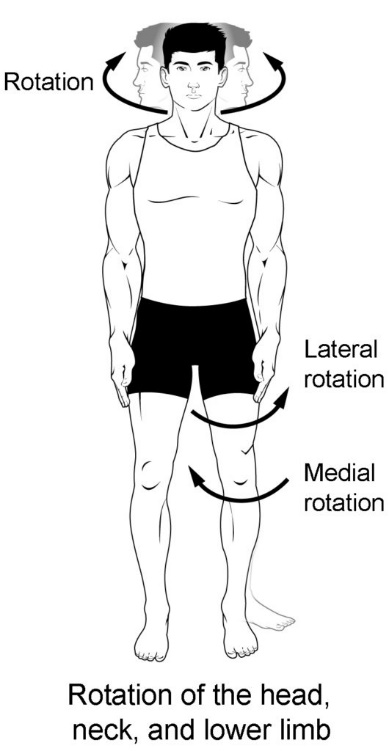 Rotation
Lateral
rotation
Medial
rotation
Rotation of the head,
neck, and lower limb